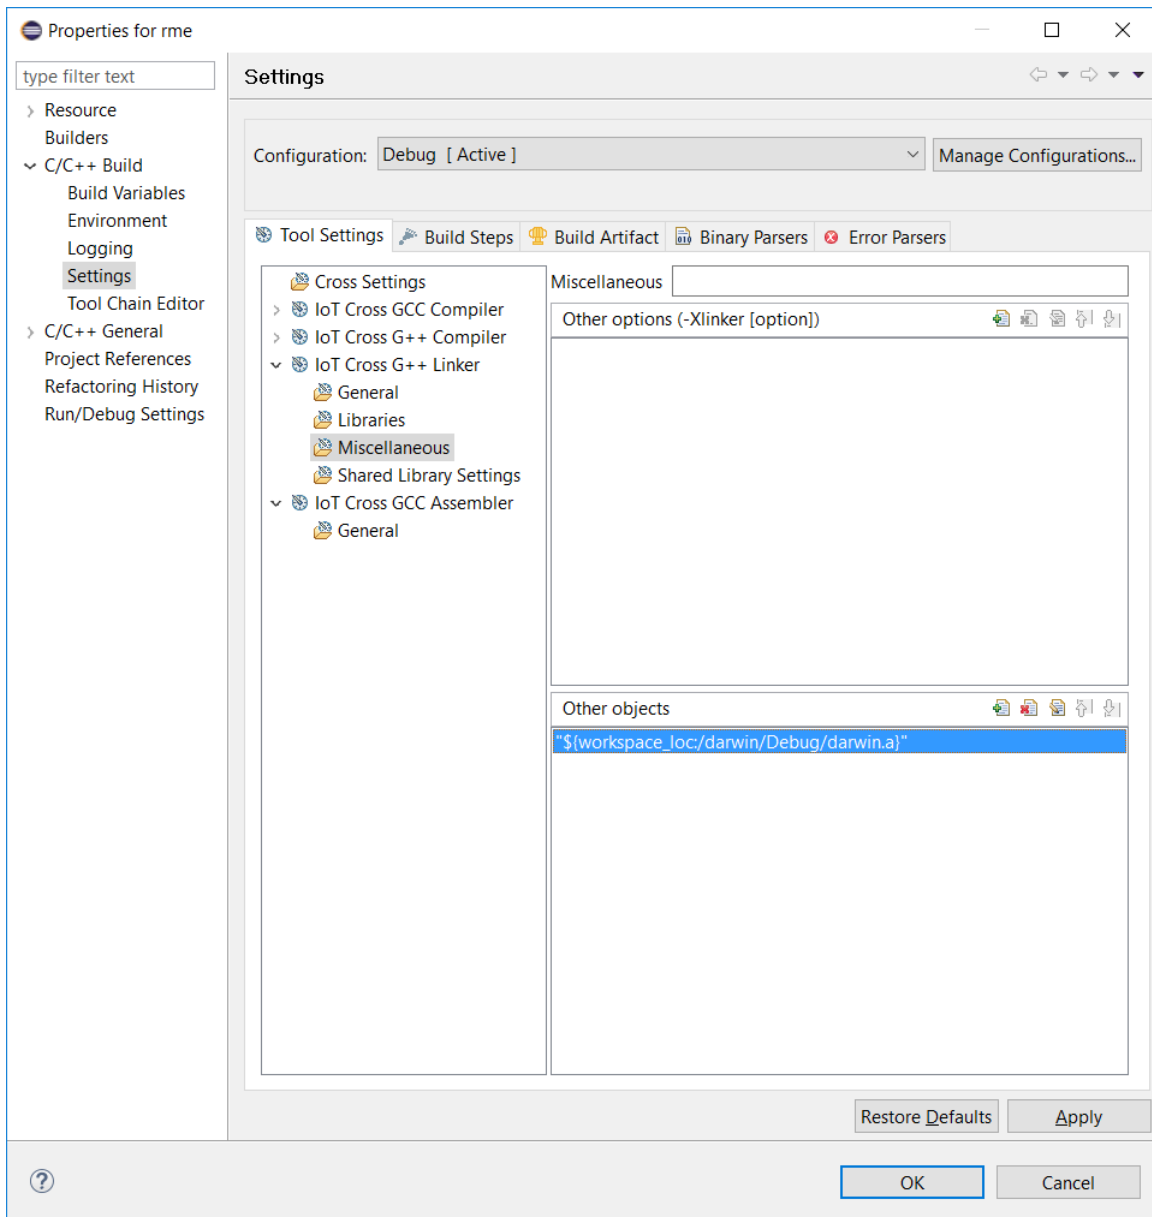 Properties for rme
type filter text
Resource
Builders
C/C++ Build
Build Variables
Environment
Logging
Settings
Tool Chain Editor
C/C++ General
Project References
Refactoring History
Run/Debug Settings
Settings
Configuration: Debug [ Active ] Manage Configurations...
Tool Settings Build Steps Build Artifact Binary Parsers Error Parsers
Cross Settings
IoT Cross GCC Compiler
IoT Cross G++ Compiler
IoT Cross G++ Linker
General
Libraries
Miscellaneous
Shared Library Settings
IoT Cross GCC Assembler
General
Miscellaneous
Other options (-Xlinker [option])
Other objects
"${workspace_loc:/darwin/Debug/darwin.a}"
Restore Defaults Apply
OK Cancel